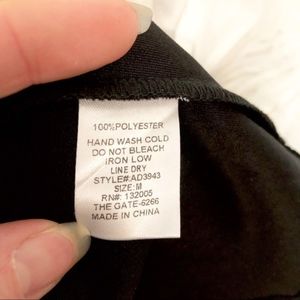 100%POLYESTER
HAND WASH COLD
DO NOT BLEACH
IRON LOW
LINE DRY
STYLE#:AD3943
SIZE: M
RN#: 132005
THE GATE-6266
MADE IN CHINA